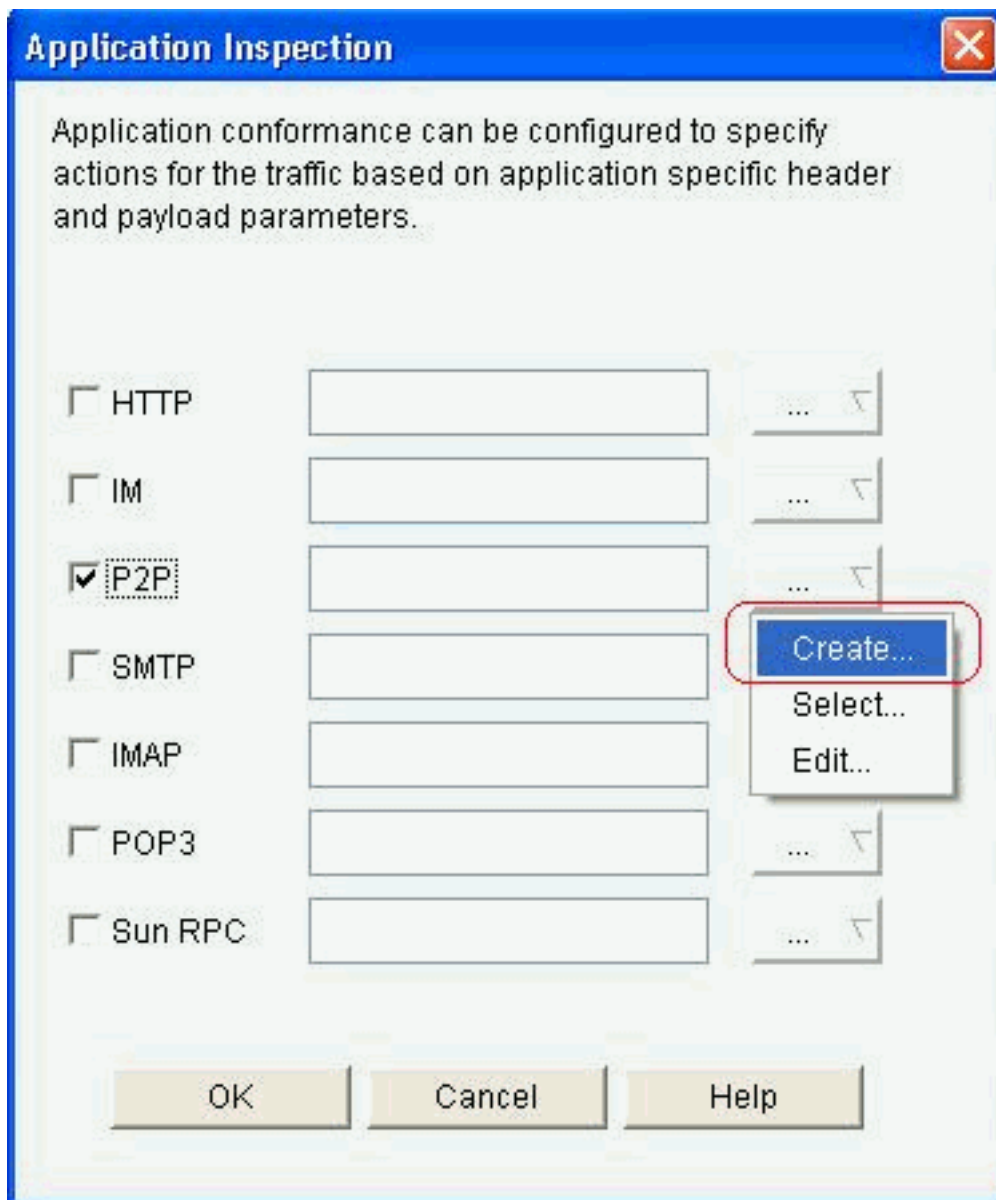 Application Inspection
Application conformance can be configured to specify
actions for the traffic based on application specific header
and payload parameters.
HTTP
...
IM
...
P2P
...
Create...
SMTP
Select...
IMAP
Edit...
POP3
...
Sun RPC
...
OK Cancel Help